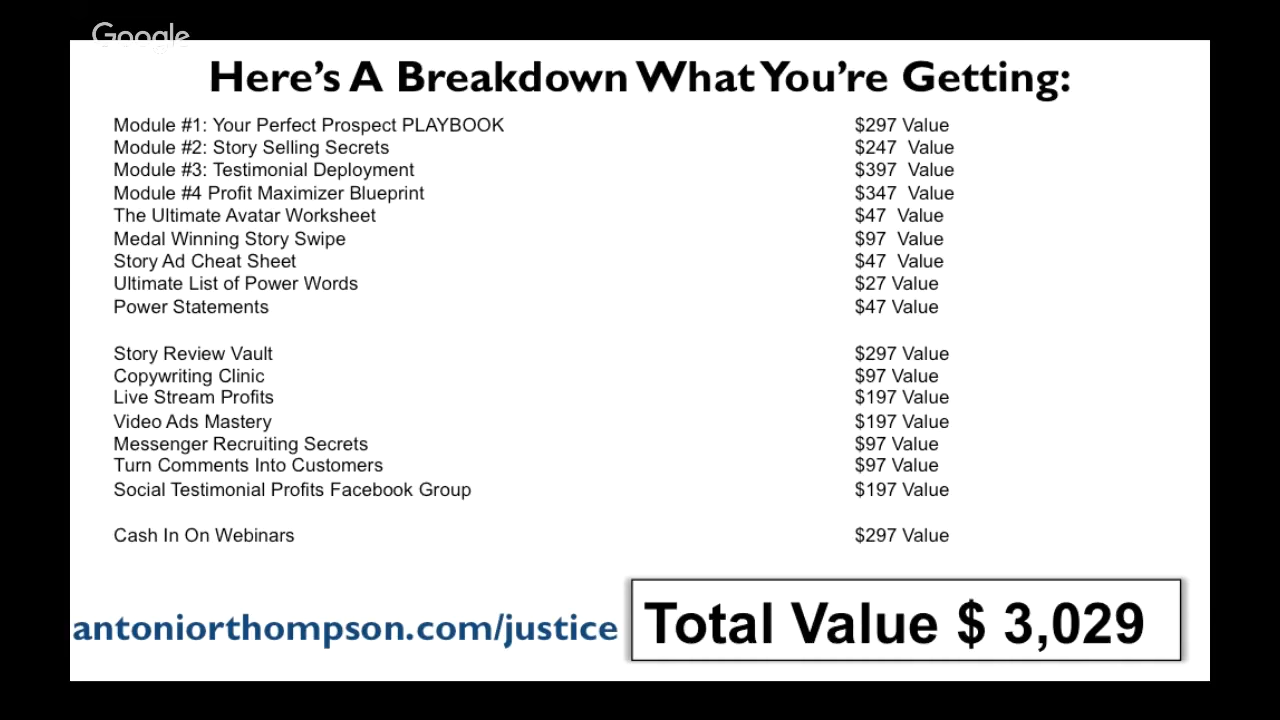 Google
Here's A Breakdown What You're Getting:
Module #1: Your Perfect Prospect PLAYBOOK $297 Value
Module #2: Story Selling Secrets $247 Value
Module #3: Testimonial Deployment $397 Value
Module #4 Profit Maximizer Blueprint $347 Value
The Ultimate Avatar Worksheet $47 Value
Medal Winning Story Swipe $97 Value
Story Ad Cheat Sheet $47 Value
Ultimate List of Power Words $27 Value
Power Statements $47 Value
Story Review Vault $297 Value
Copywriting Clinic $97 Value
Live Stream Profits $197 Value
Video Ads Mastery $197 Value
Messenger Recruiting Secrets $97 Value
Turn Comments Into Customers $97 Value
Social Testimonial Profits Facebook Group $197 Value
Cash In On Webinars $297 Value
antoniorthompson.com/justice Total Value $ 3,029